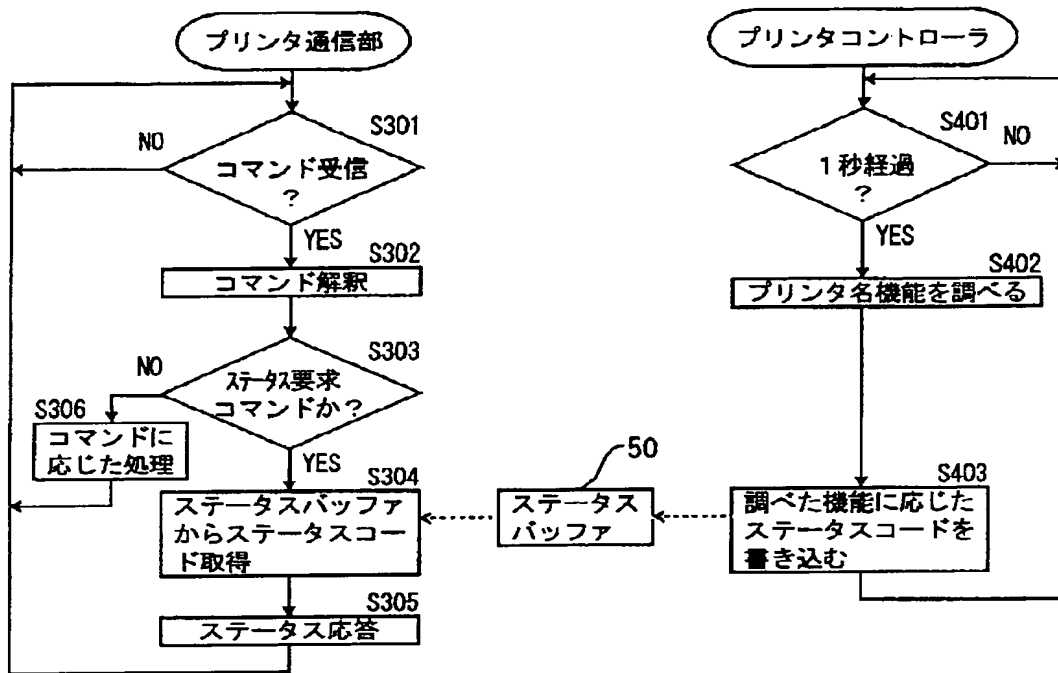 プリンタ通信部
S301
NO
コマンド受信
?
YES
S302
コマンド解釈
S303
NO
ステータス要求
コマンドか?
S306
コマンドに
応じた処理
YES
S304
ステータスバッファ
からステータスコー
ド取得
S305
ステータス応答
50
ステータス
バッファ
プリンタコントローラ
S401
NO
1秒経過
?
YES
S402
プリンタ名機能を調べる
S403
調べた機能に応じた
ステータスコードを
書き込む